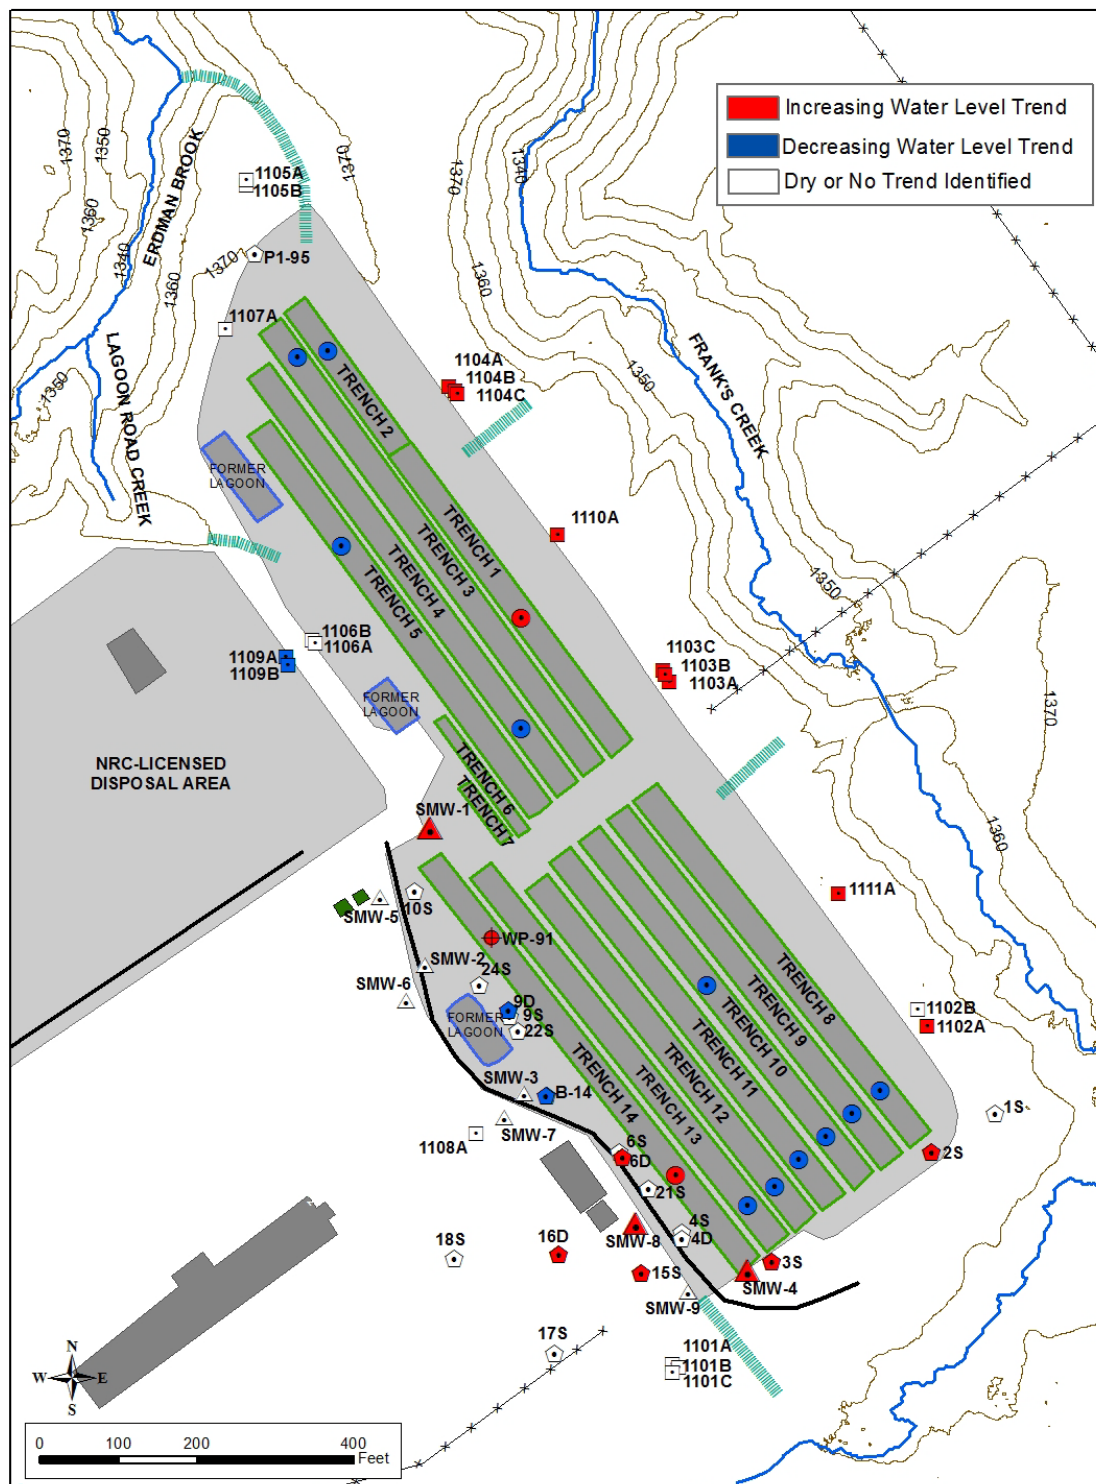 Increasing Water Level Trend
Decreasing Water Level Trend
Dry or No Trend Identified
1370
1350
1360
1340
1360
ERDMAN BROOK
1370
1105A
1105B
1370
P1-95
1107A
1350
LAGOON ROAD CREEK
1370
1340
1360
1350
FRANK'S CREEK
1104A
1104B
1104C
TRENCH 2
FORMER
LAGOON
1110A
TRENCH 1
TRENCH 3
TRENCH 4
TRENCH 5
1350
1106B
1106A
1109A
1109B
1103C
1103B
1103A
FORMER
LAGOON
1370
NRC-LICENSED
DISPOSAL AREA
TRENCH 6
TRENCH 7
SMW-1
1360
1111A
10S
SMW-5
WP-91
SMW-2
24S
SMW-6
9D
9S
22S
FORMER
LAGOON
TRENCH 8
TRENCH 9
TRENCH 10
TRENCH 11
TRENCH 12
TRENCH 13
TRENCH 14
1102B
1102A
SMW-3
B-14
SMW-7
1108A
1S
2S
6S
6D
21S
4S
4D
SMW-8
18S
16D
15S
3S
SMW-4
SMW-9
17S
1101A
1101B
1101C
N
W
E
S
0 100 200 400
Feet